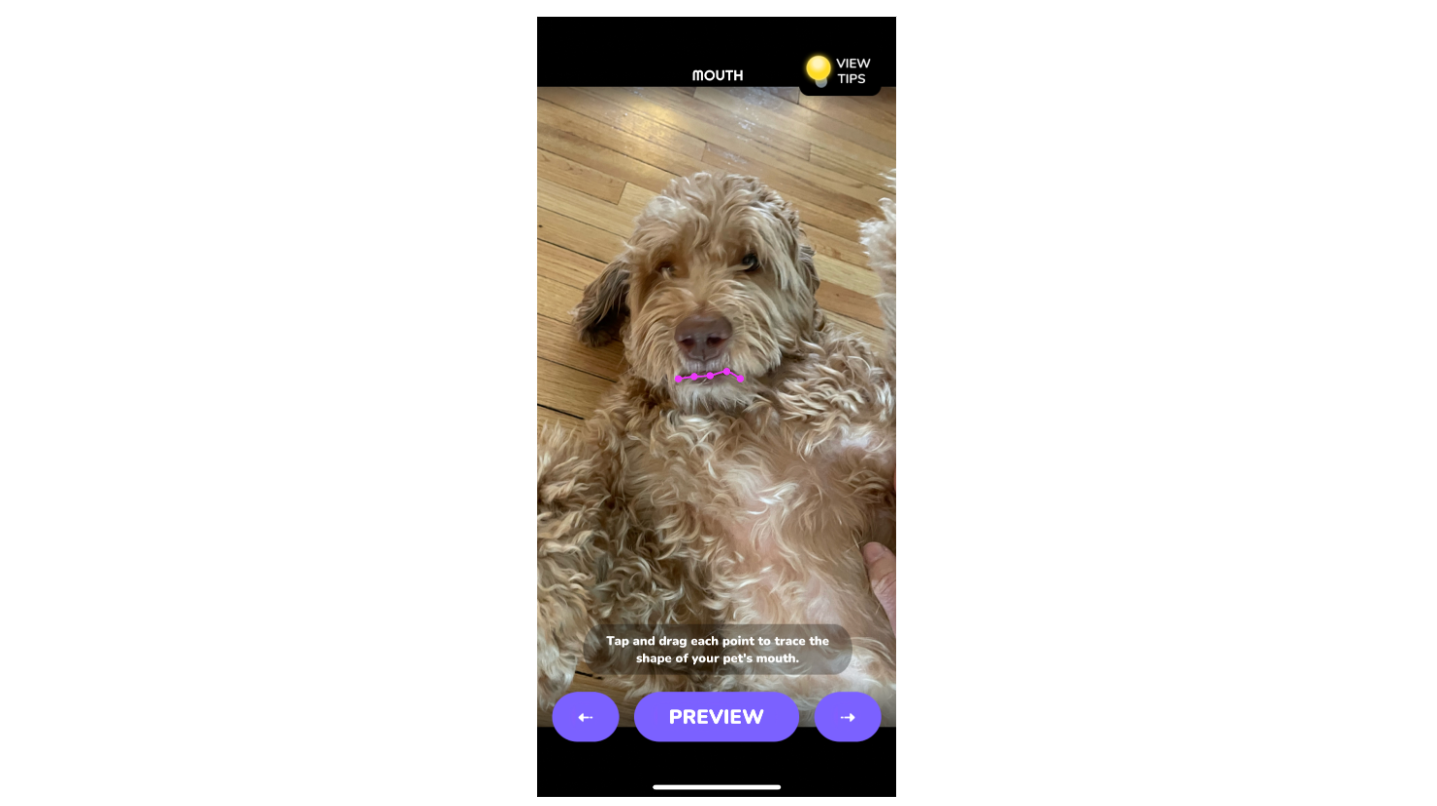 MOUTH
VIEW
TIPS
Tap and drag each point to trace the
shape of your pet's mouth.
PREVIEW